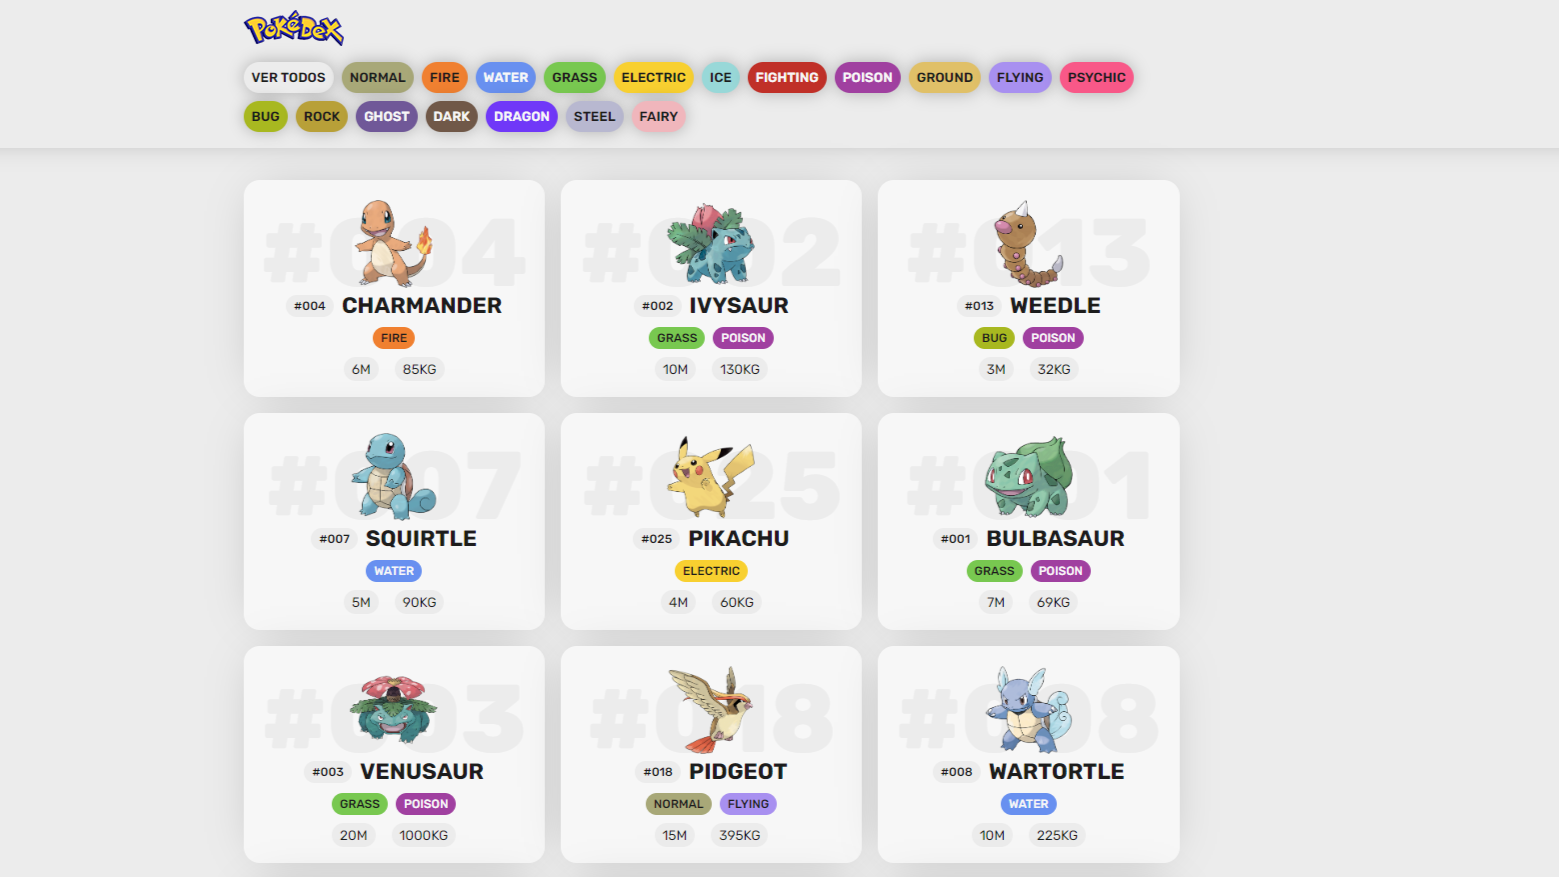 PokéDex
VER TODOS NORMAL FIRE WATER GRASS ELECTRIC ICE FIGHTING POISON GROUND FLYING PSYCHIC
BUG ROCK GHOST DARK DRAGON STEEL FAIRY
#004
#004 CHARMANDER
FIRE
6M 85KG
#002
#002 IVYSAUR
GRASS POISON
10M 130KG
#013
#013 WEEDLE
BUG POISON
3M 32KG
#007
#007 SQUIRTLE
WATER
5M 90KG
#025
#025 PIKACHU
ELECTRIC
4M 60KG
#001
#001 BULBASAUR
GRASS POISON
7M 69KG
#003
#003 VENUSAUR
GRASS POISON
20M 1000KG
#018
#018 PIDGEOT
NORMAL FLYING
15M 395KG
#008
#008 WARTORTLE
WATER
10M 225KG